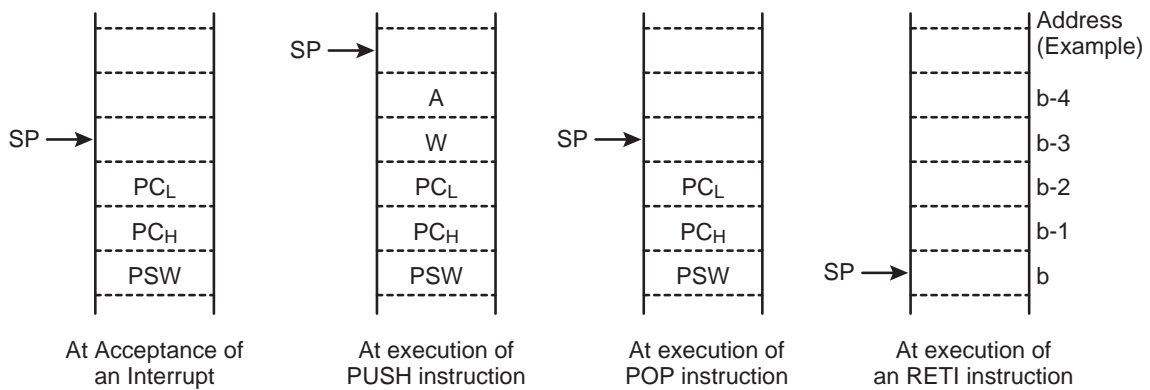 Address
(Example)
SP
A
b-4
SP
W
SP
b-3
PCL
PCL
PCL
b-2
PCH
PCH
PCH
b-1
PSW
PSW
PSW
SP
b
At Acceptance of
an Interrupt
At execution of
PUSH instruction
At execution of
POP instruction
At execution of
an RETI instruction